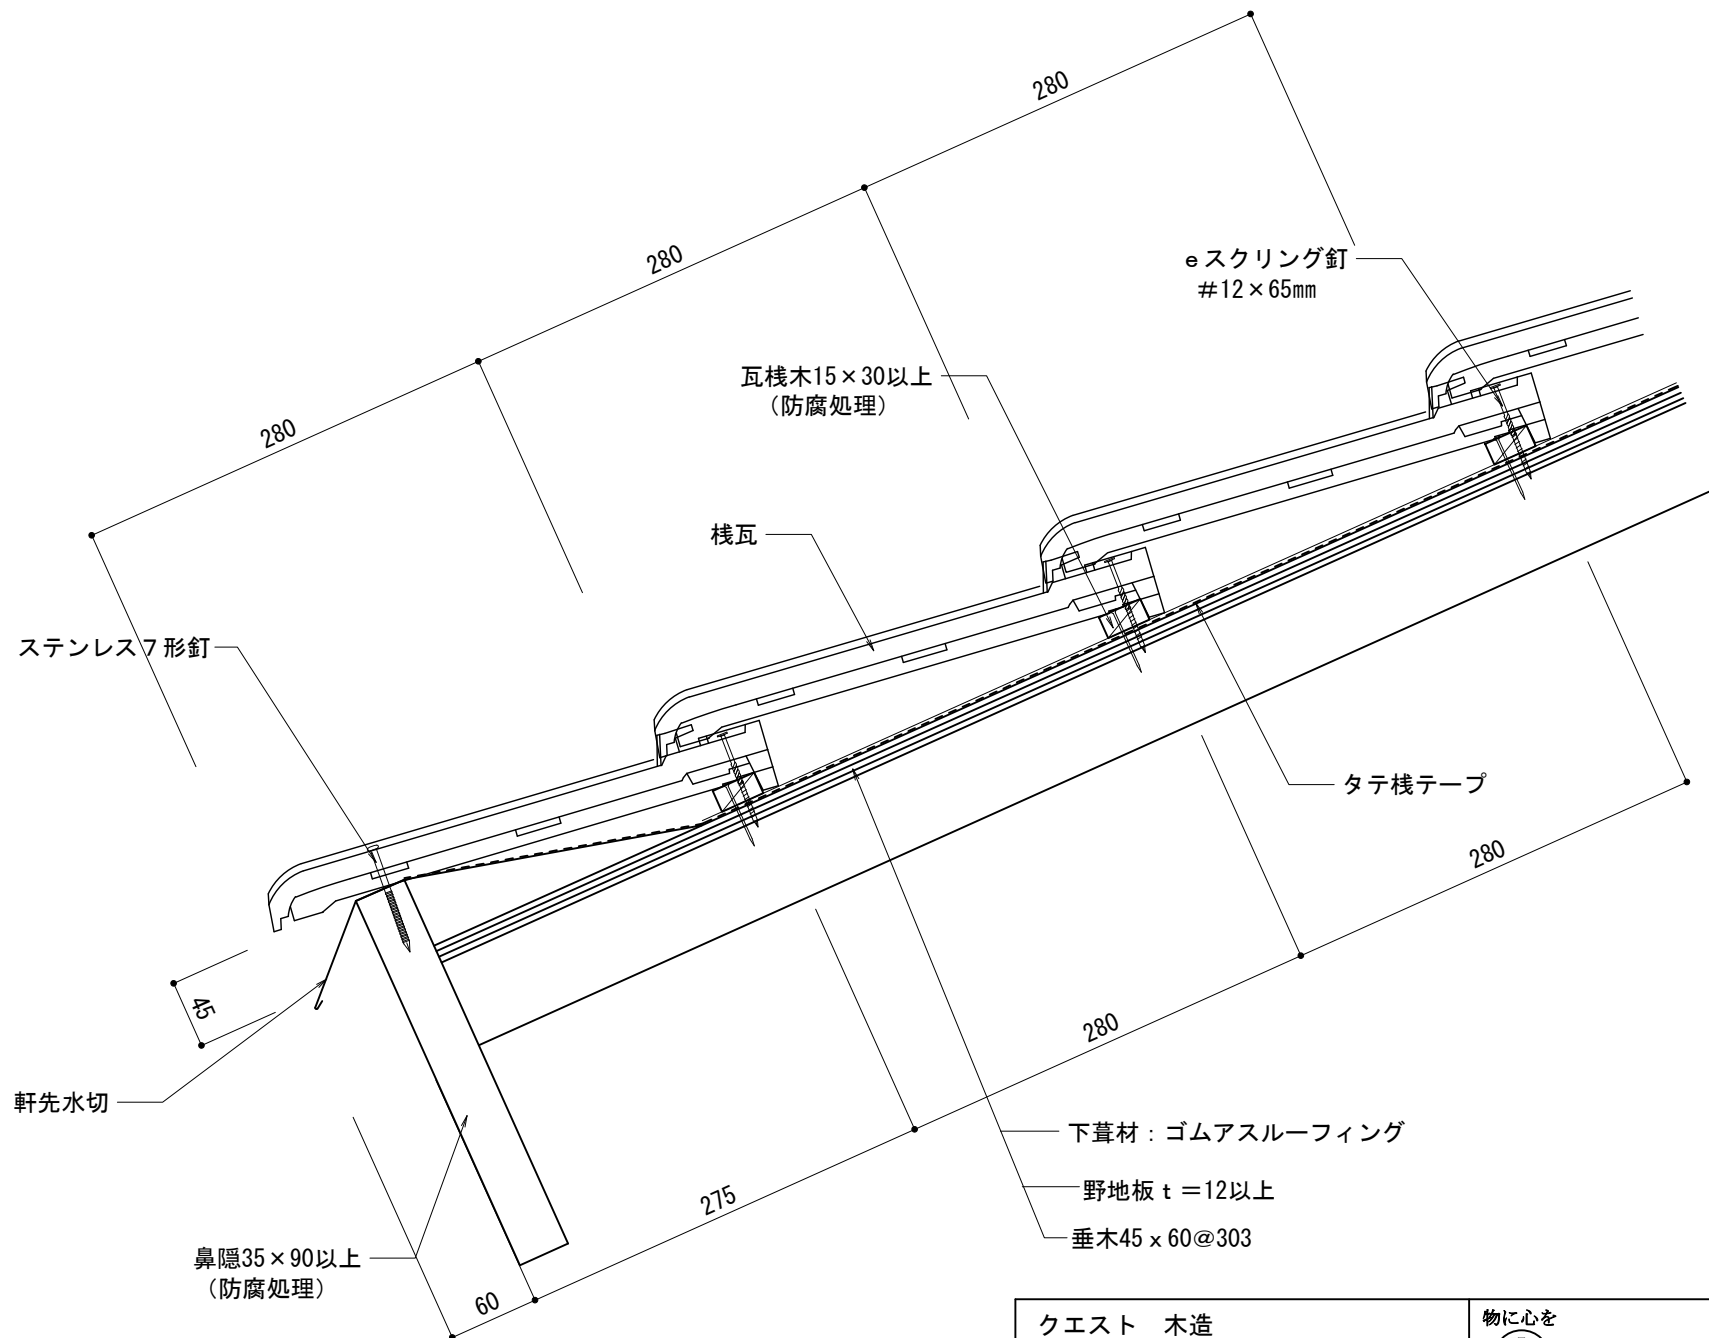 280
280
eスクリング釘
#12×65㎜
瓦桟木15×30以上
（防腐処理）
280
桟瓦
ステンレス7形釘
タテ桟テープ
280
45
280
軒先水切
下葺材：ゴムアスルーフィング
275
野地板t＝12以上
垂木45x60@303
鼻隠35×90以上
（防腐処理）
60
クエスト 木造
物に心を